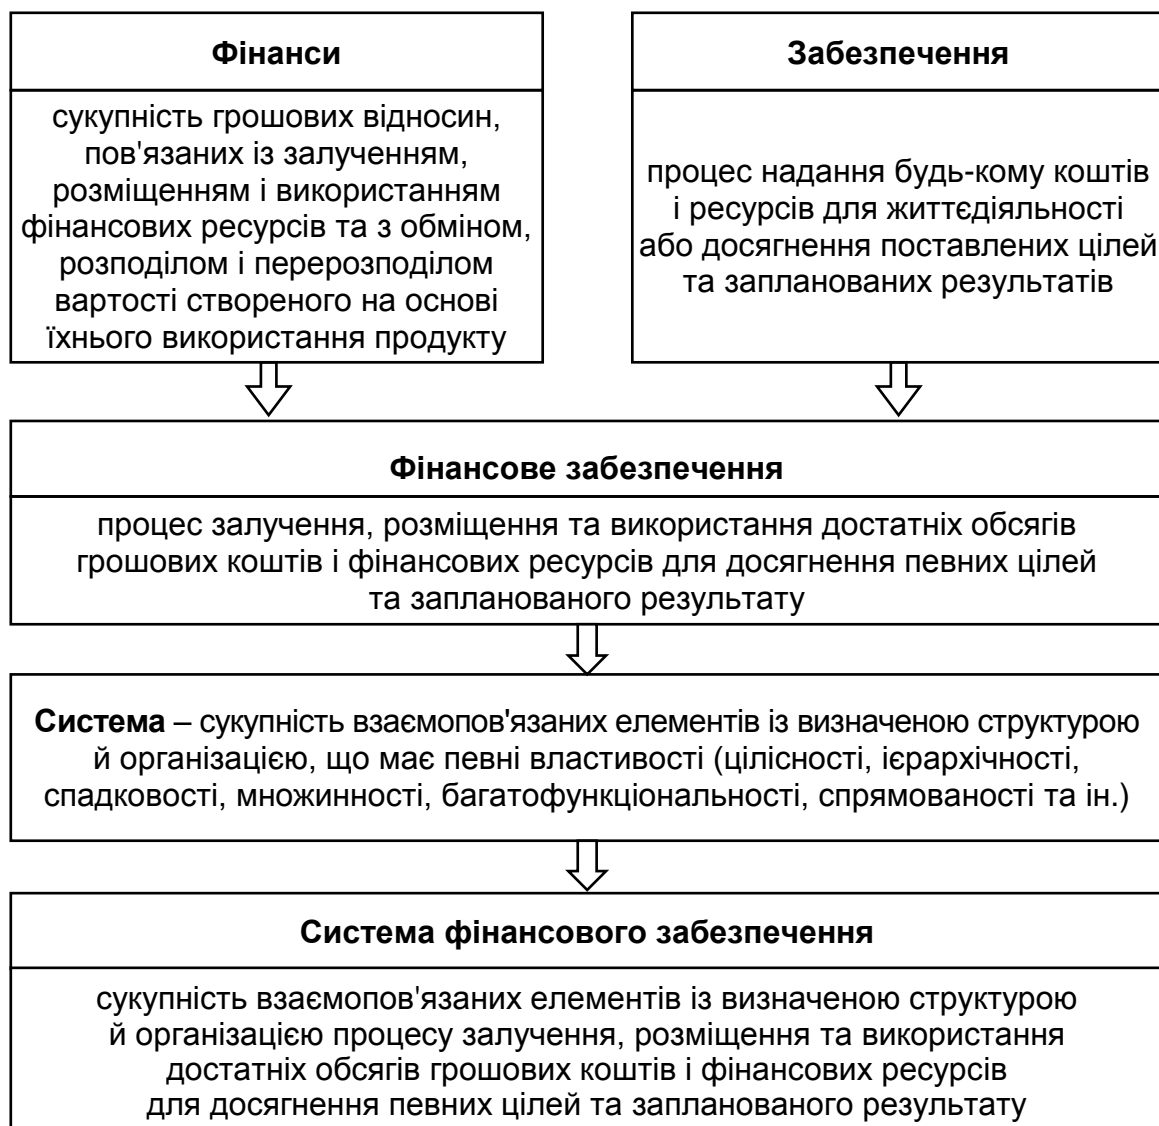 Фінанси
сукупність грошових відносин,
пов'язаних із залученням,
розміщенням і використанням
фінансових ресурсів та з обміном,
розподілом і перерозподілом
вартості створеного на основі
їхнього використання продукту
Забезпечення
процес надання будь-кому коштів
і ресурсів для життєдіяльності
або досягнення поставлених цілей
та запланованих результатів
Фінансове забезпечення
процес залучення, розміщення та використання достатніх обсягів
грошових коштів і фінансових ресурсів для досягнення певних цілей
та запланованого результату
Система – сукупність взаємопов'язаних елементів із визначеною структурою
й організацією, що має певні властивості (цілісності, ієрархічності,
спадковості, множинності, багатофункціональності, спрямованості та ін.)
Система фінансового забезпечення
сукупність взаємопов'язаних елементів із визначеною структурою
й організацією процесу залучення, розміщення та використання
достатніх обсягів грошових коштів і фінансових ресурсів
для досягнення певних цілей та запланованого результату